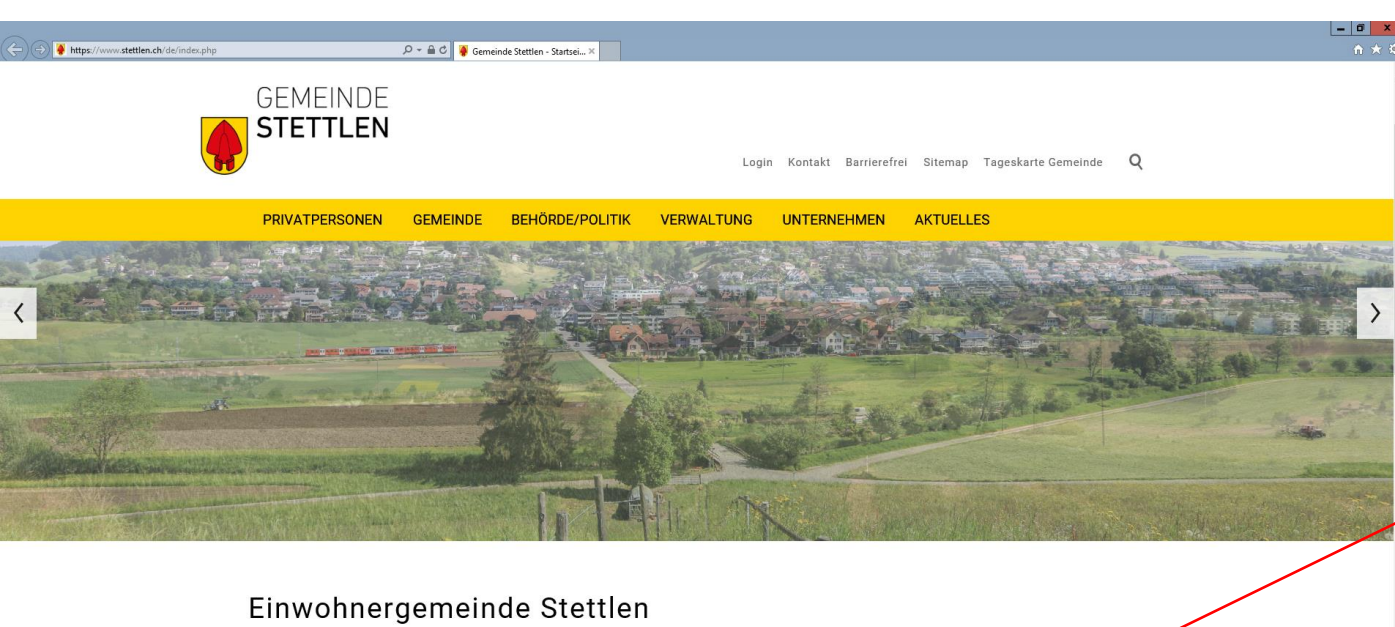 https://www.stettlen.ch/de/index.php
Gemeinde Stettlen - Startsei...
GEMEINDE
STETTLEN
Login Kontakt Barrierefrei Sitemap Tageskarte Gemeinde
PRIVATPERSONEN GEMEINDE BEHÖRDE/POLITIK VERWALTUNG UNTERNEHMEN AKTUELLES
Einwohnergemeinde Stettlen